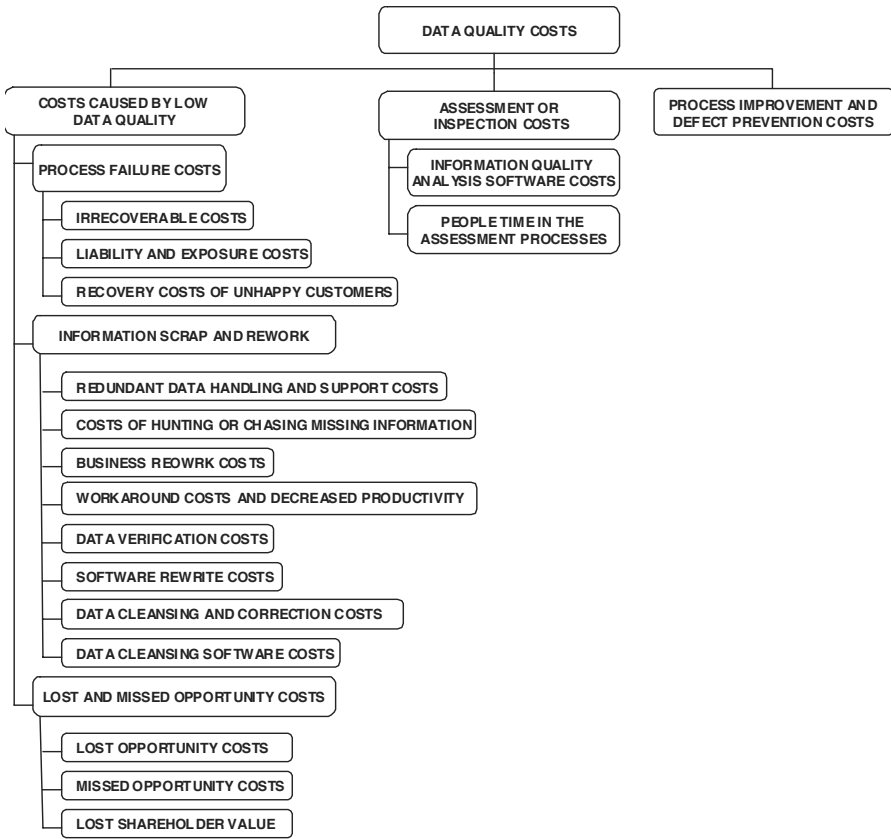 DATA QUALITY COSTS
COSTS CAUSED BY LOW
DATA QUALITY
ASSESSMENT OR
INSPECTION COSTS
PROCESS IMPROVEMENT AND
DEFECT PREVENTION COSTS
PROCESS FAILURE COSTS
INFORMATION QUALITY
ANALYSIS SOFTWARE COSTS
IRRECOVERABLE COSTS
PEOPLE TIME IN THE
ASSESSMENT PROCESSES
LIABILITY AND EXPOSURE COSTS
RECOVERY COSTS OF UNHAPPY CUSTOMERS
INFORMATION SCRAP AND REWORK
REDUNDANT DATA HANDLING AND SUPPORT COSTS
COSTS OF HUNTING OR CHASING MISSING INFORMATION
BUSINESS REOWRK COSTS
WORKAROUND COSTS AND DECREASED PRODUCTIVITY
DATA VERIFICATION COSTS
SOFTWARE REWRITE COSTS
DATA CLEANSING AND CORRECTION COSTS
DATA CLEANSING SOFTWARE COSTS
LOST AND MISSED OPPORTUNITY COSTS
LOST OPPORTUNITY COSTS
MISSED OPPORTUNITY COSTS
LOST SHAREHOLDER VALUE